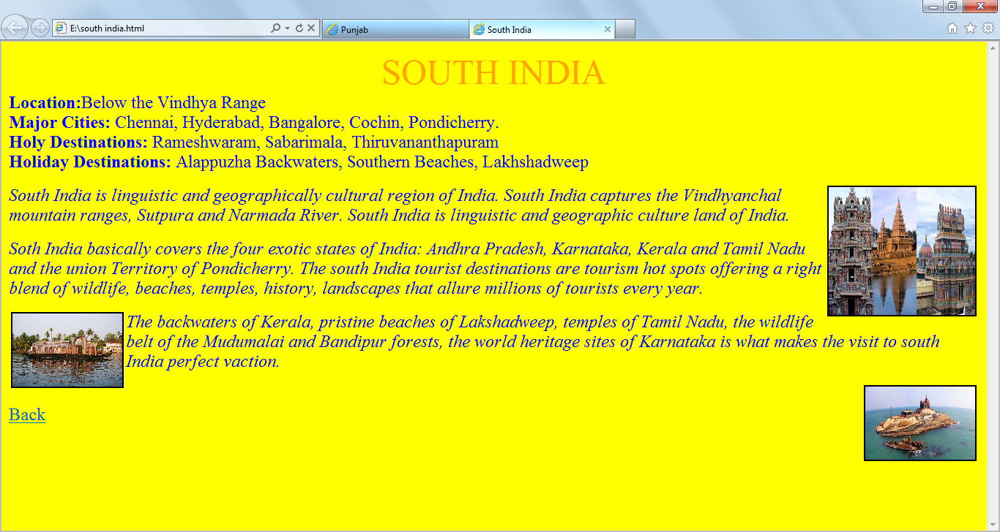 E:\south india.html
Punjab
South India
SOUTH INDIA
Location:Below the Vindhya Range
Major Cities: Chennai, Hyderabad, Bangalore, Cochin, Pondicherry.
Holy Destinations: Rameshwaram, Sabarimala, Thiruvananthapuram
Holiday Destinations: Alappuzha Backwaters, Southern Beaches, Lakhshadweep
South India is linguistic and geographically cultural region of India. South India captures the Vindhyanchal
mountain ranges, Sutpura and Narmada River. South India is linguistic and geographic culture land of India.
Soth India basically covers the four exotic states of India: Andhra Pradesh, Karnataka, Kerala and Tamil Nadu
and the union Territory of Pondicherry. The south India tourist destinations are tourism hot spots offering a right
blend of wildlife, beaches, temples, history, landscapes that allure millions of tourists every year.
The backwaters of Kerala, pristine beaches of Lakshadweep, temples of Tamil Nadu, the wildlife
belt of the Mudumalai and Bandipur forests, the world heritage sites of Karnataka is what makes the visit to south
India perfect vaction.
Back